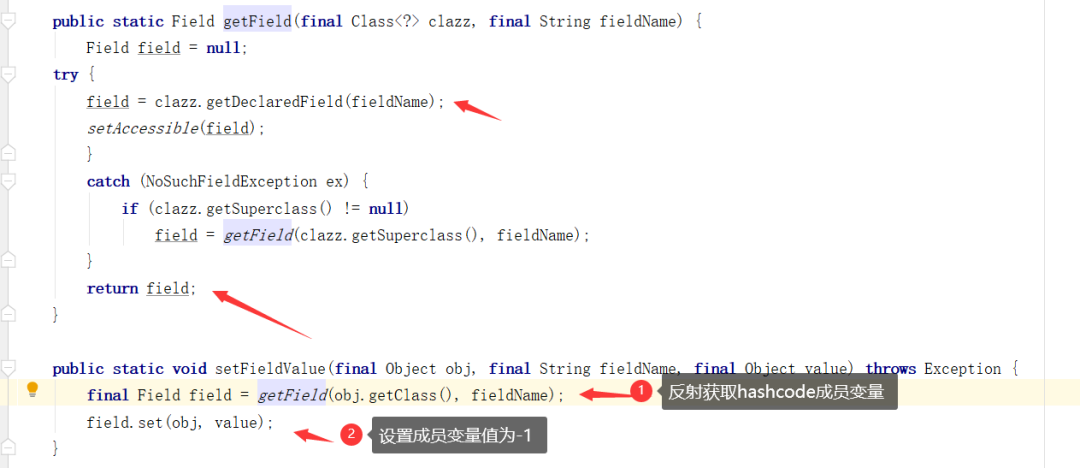 public static Field getField(final Class<?> clazz, final String fieldName) {
Field field = null;
try {
field = clazz.getDeclaredField(fieldName);
setAccessible(field);
}
catch (NoSuchFieldException ex) {
if (clazz.getSuperclass() != null)
field = getField(clazz.getSuperclass(), fieldName);
}
return field;
}
public static void setFieldValue(final Object obj, final String fieldName, final Object value) throws Exception {
final Field field = getField(obj.getClass(), fieldName);
1 反射获取hashcode成员变量
field.set(obj, value);
2 设置成员变量值为-1
}